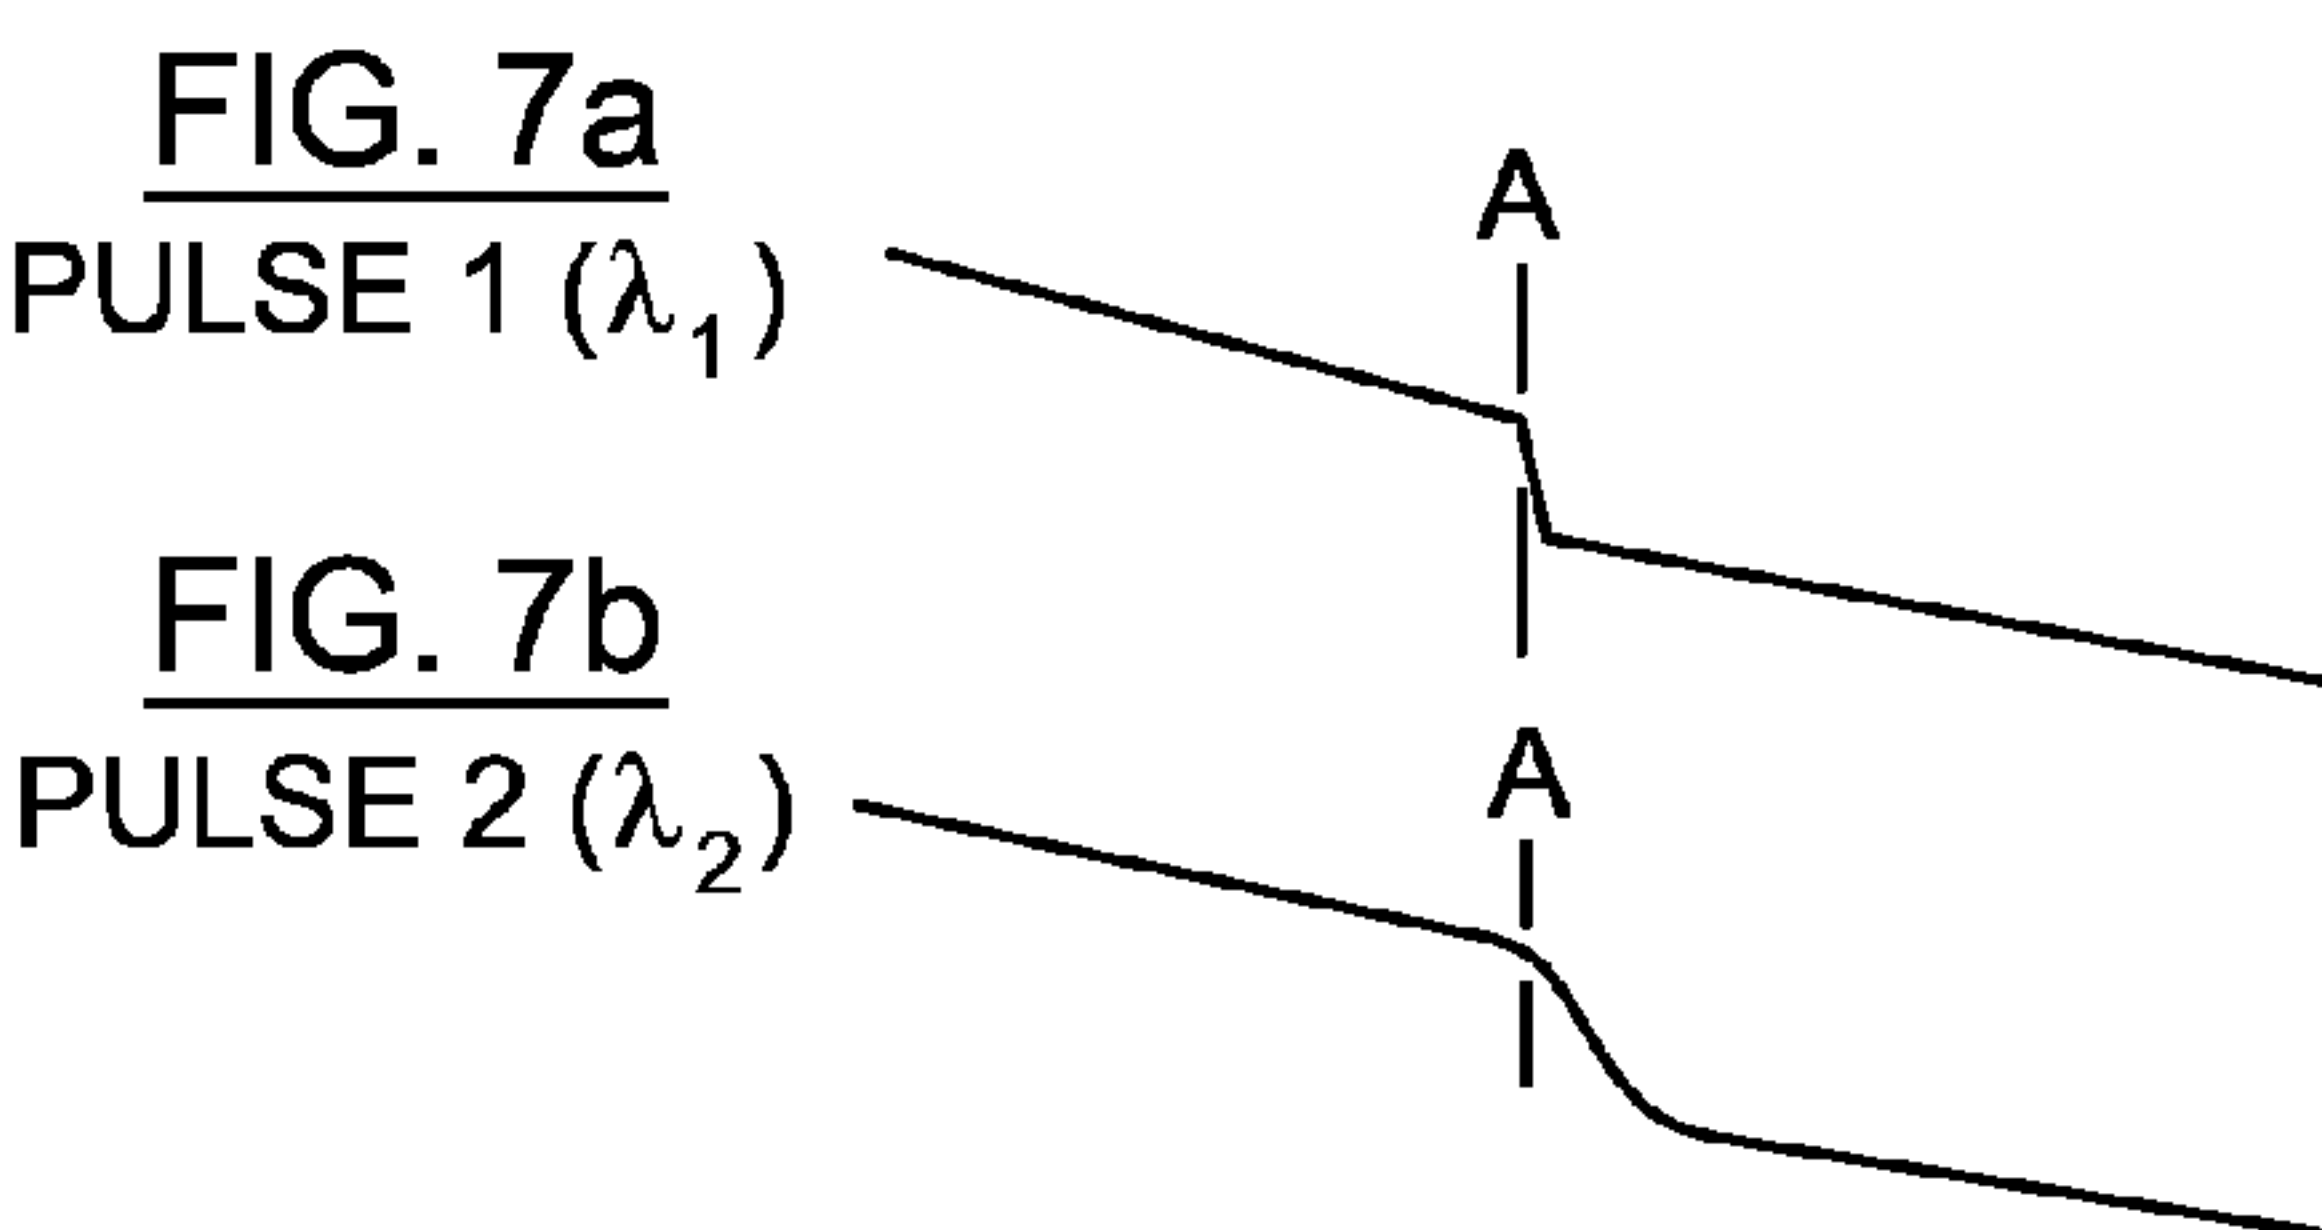 FIG. 7a
PULSE 1 (λ₁)
A
FIG. 7b
PULSE 2 (λ₂)
A